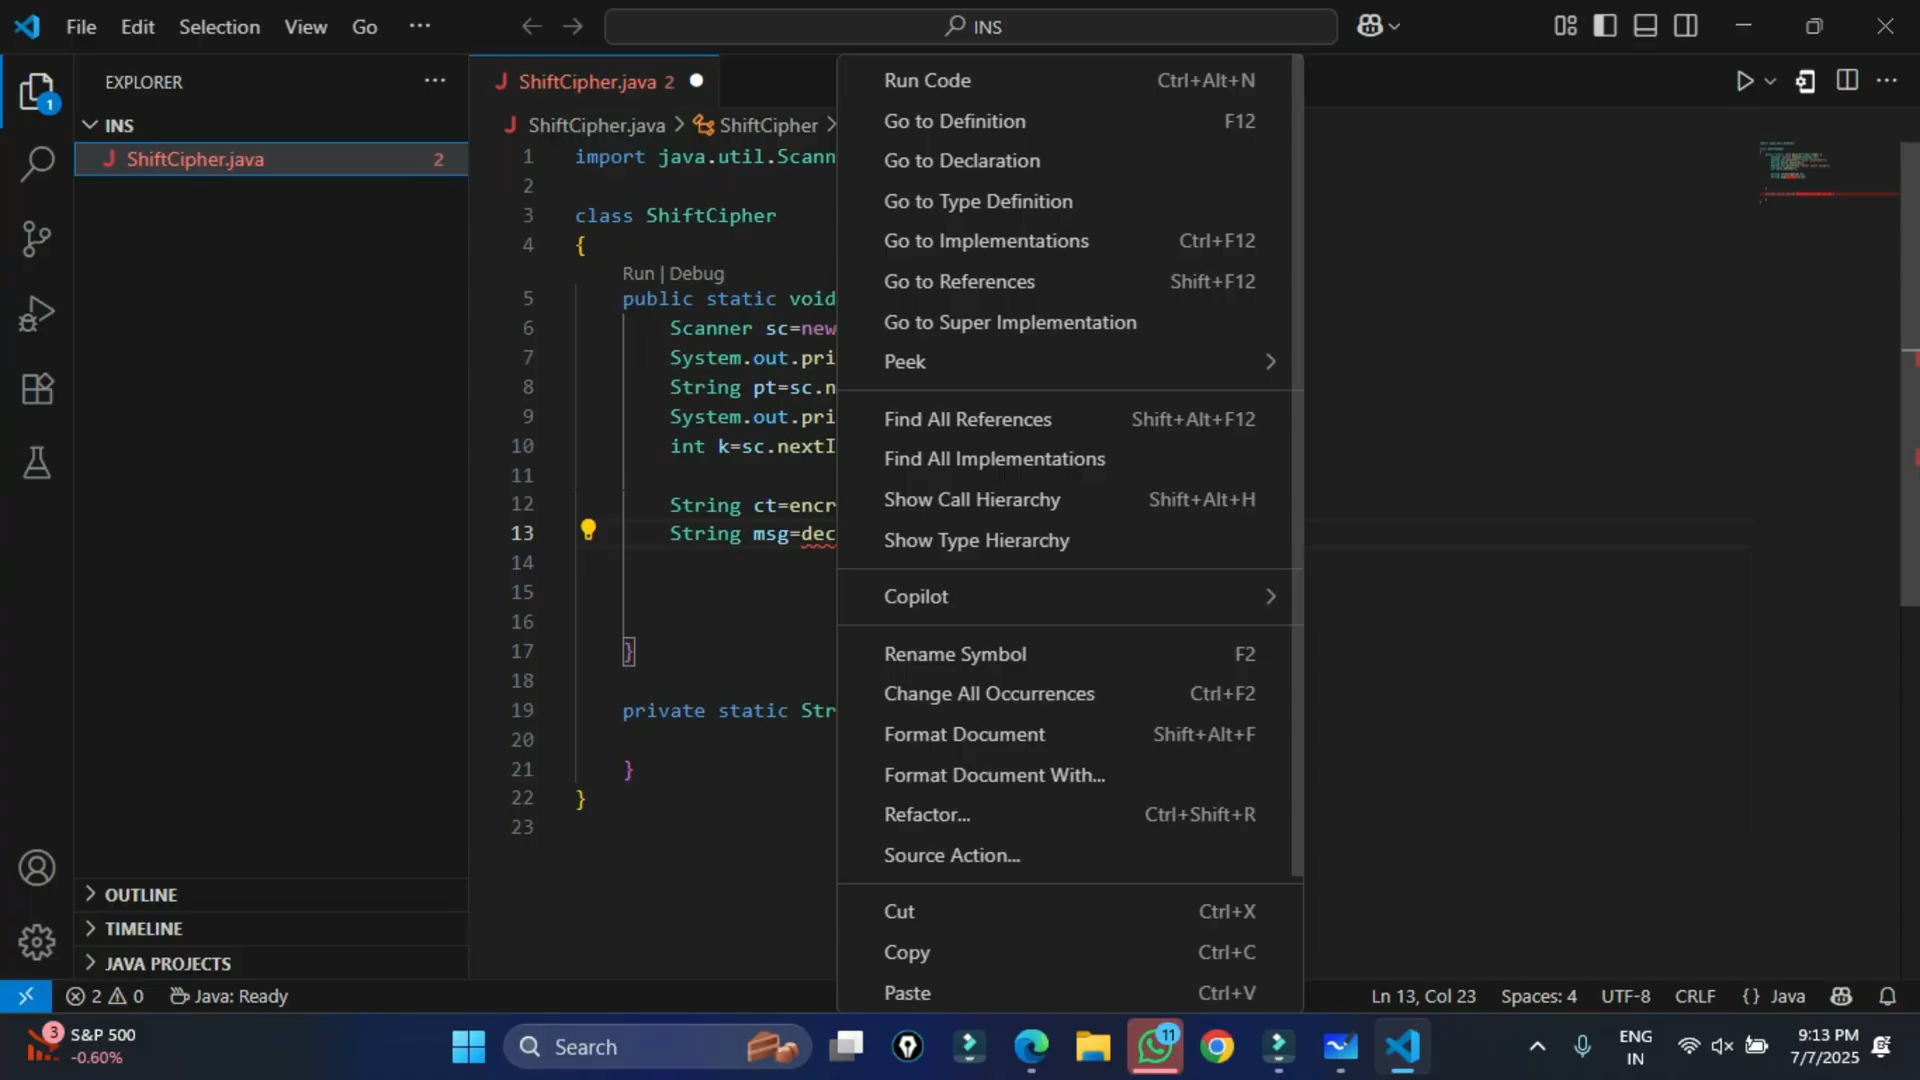 File Edit Selection View Go ...
INS
EXPLORER
INS
ShiftCipher.java 2
OUTLINE
TIMELINE
JAVA PROJECTS
ShiftCipher.java 2
ShiftCipher.java > ShiftCipher >
1 import java.util.Scann
2
3 class ShiftCipher
4 {
Run | Debug
5 public static void
6 Scanner sc=new
7 System.out.pri
8 String pt=sc.n
9 System.out.pri
10 int k=sc.nextI
11
12 String ct=encr
13 String msg=dec
14
15
16
17 }
18
19 private static Str
20
21 }
22 }
23
Run Code Ctrl+Alt+N
Go to Definition F12
Go to Declaration
Go to Type Definition
Go to Implementations Ctrl+F12
Go to References Shift+F12
Go to Super Implementation
Peek
Find All References Shift+Alt+F12
Find All Implementations
Show Call Hierarchy Shift+Alt+H
Show Type Hierarchy
Copilot
Rename Symbol F2
Change All Occurrences Ctrl+F2
Format Document Shift+Alt+F
Format Document With...
Refactor... Ctrl+Shift+R
Source Action...
Cut Ctrl+X
Copy Ctrl+C
Paste Ctrl+V
1
2 0 Java: Ready
Ln 13, Col 23 Spaces: 4 UTF-8 CRLF {} Java
3 S&P 500
-0.60%
Search
11
ENG
IN
9:13 PM
7/7/2025